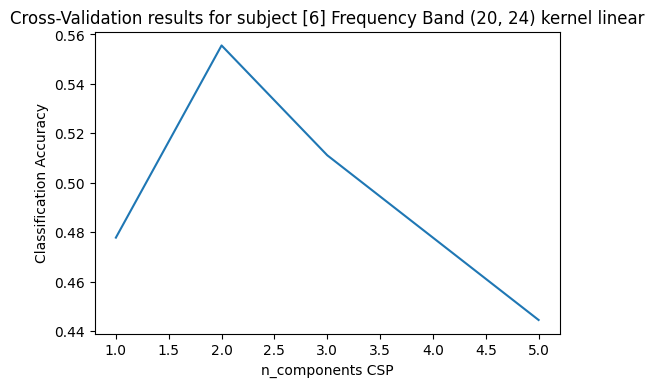 Cross-Validation results for subject [6] Frequency Band (20, 24) kernel linear
Classification Accuracy
0.56
0.54
0.52
0.50
0.48
0.46
0.44
1.0 1.5 2.0 2.5 3.0 3.5 4.0 4.5 5.0
n_components CSP